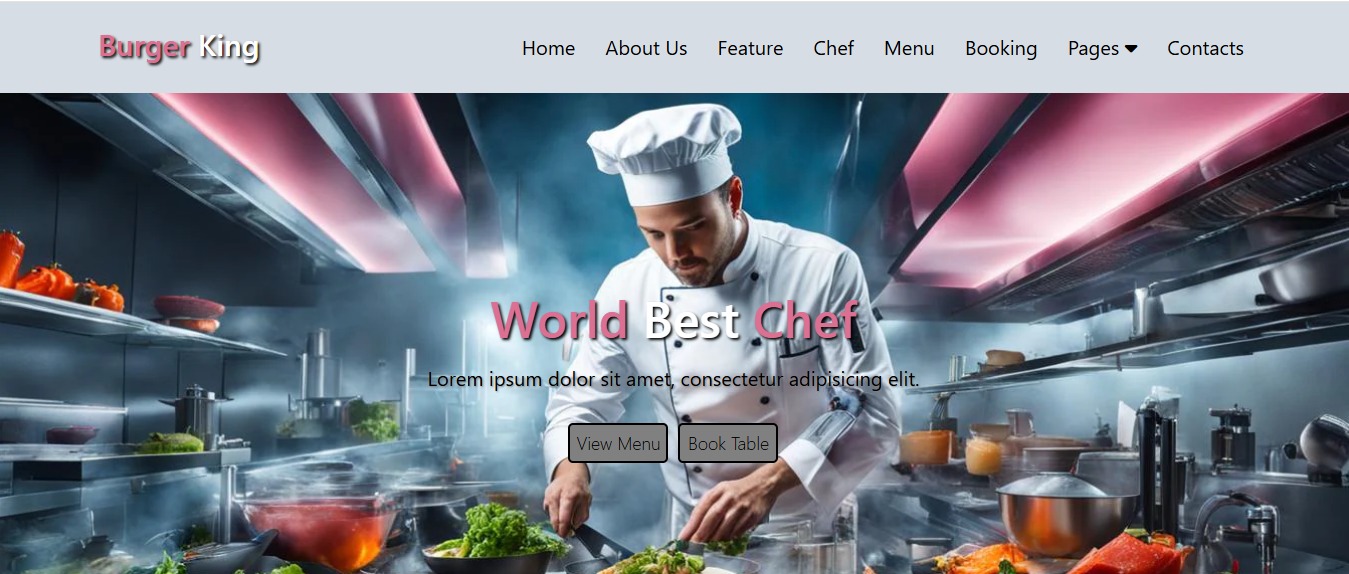 Burger King
Home About Us Feature Chef Menu Booking Pages Contacts
World Best Chef
Lorem ipsum dolor sit amet, consectetur adipisicing elit.
View Menu Book Table